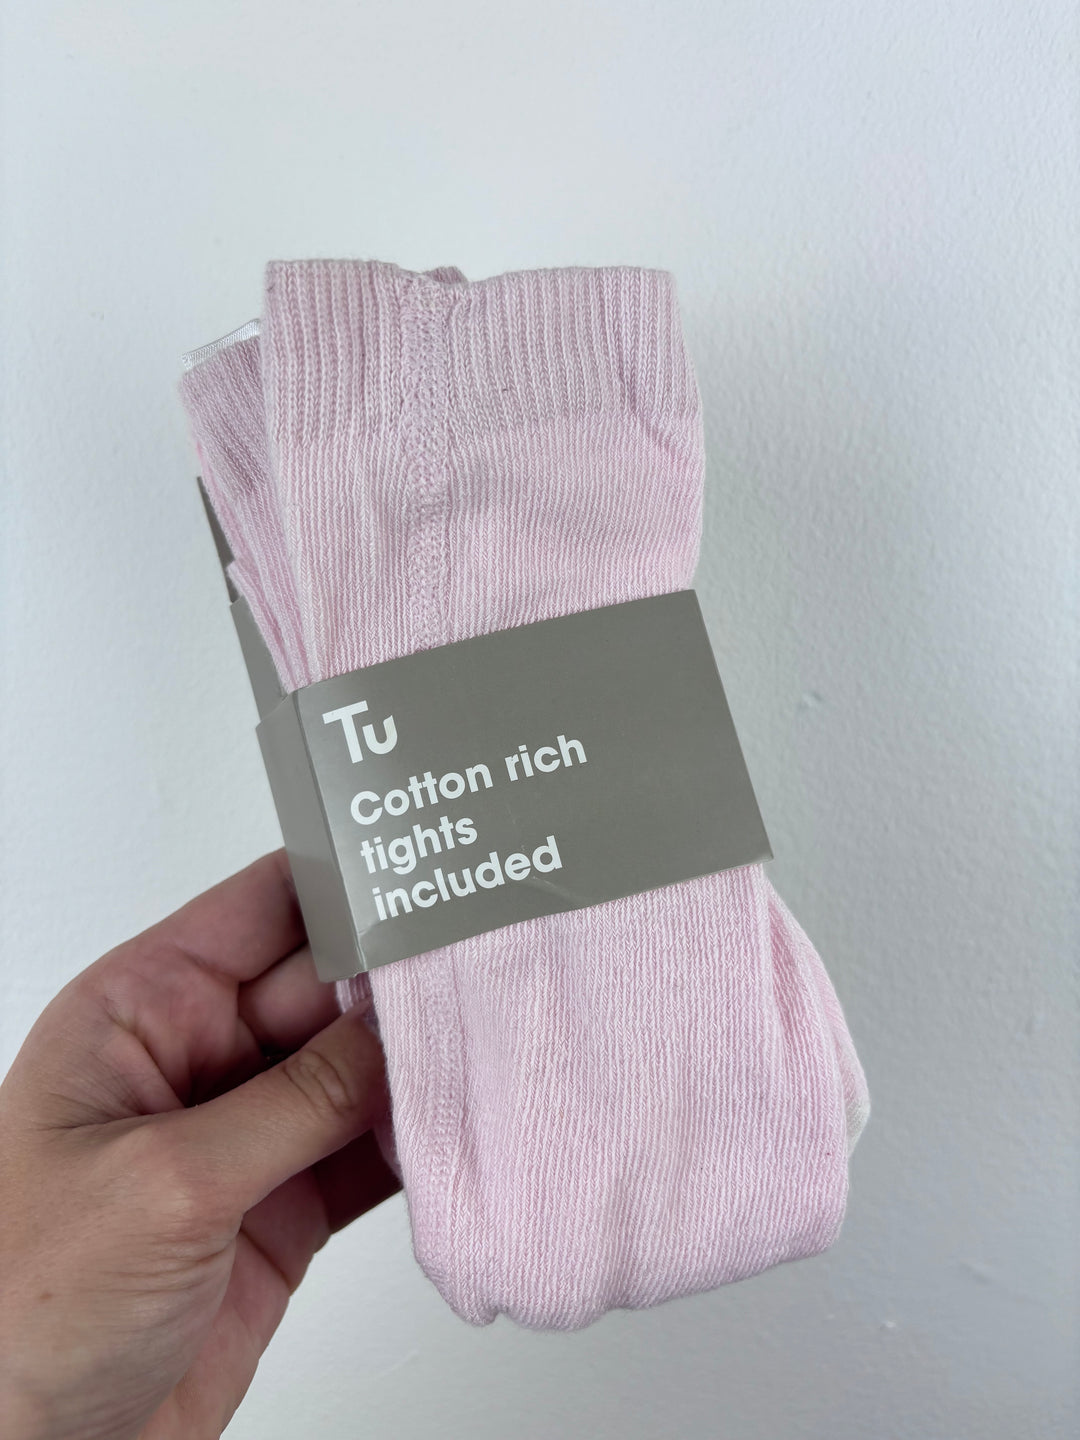 Tu
Cotton rich
tights
included